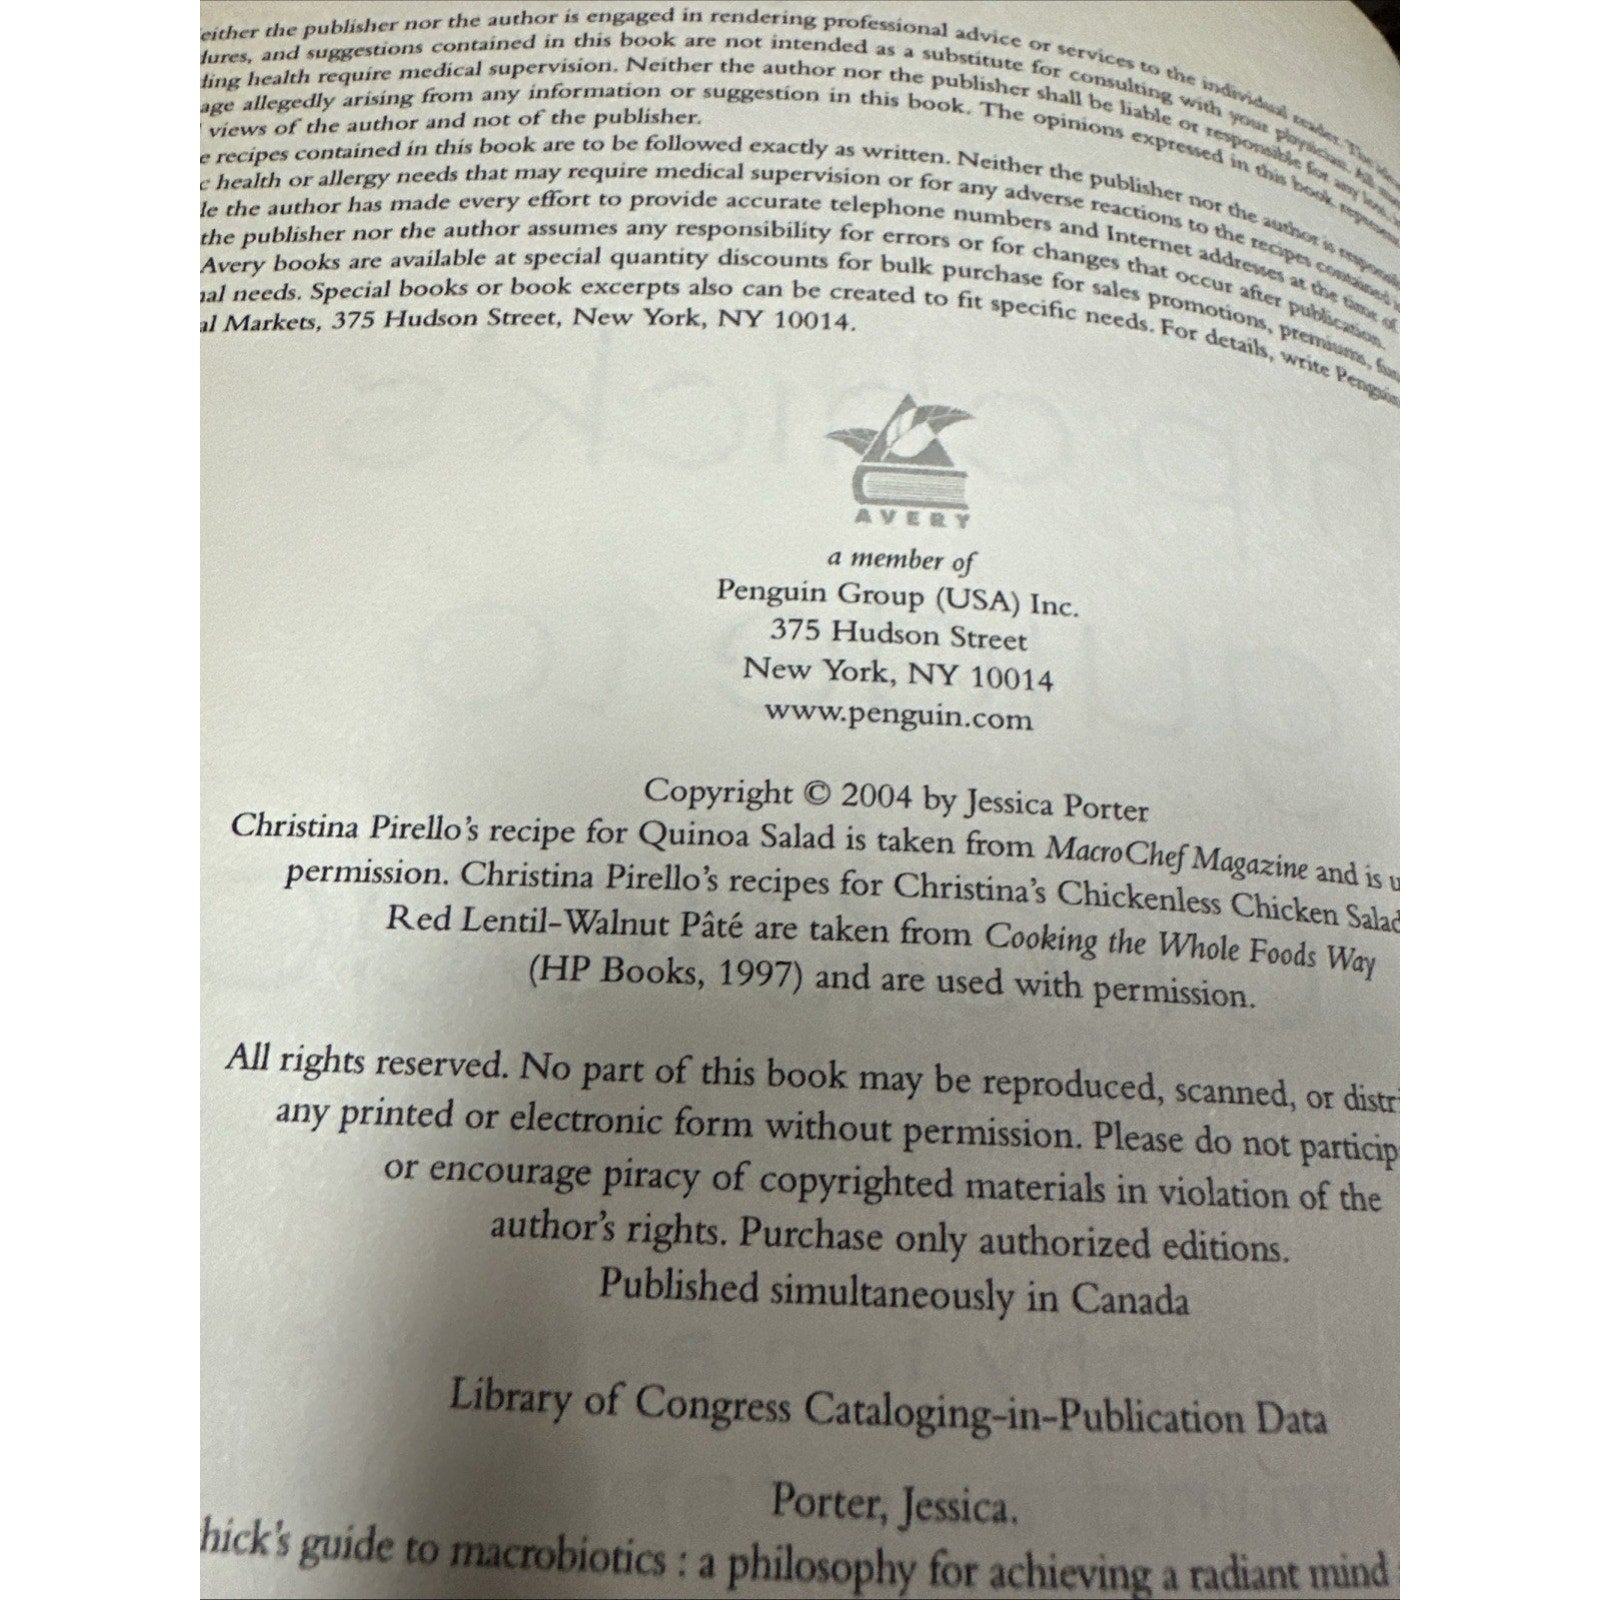 either the publisher nor the author is engaged in rendering professional advice or services to the individual reader. The
dures, and suggestions contained in this book are not intended as a substitute for consulting with your physician. All
ding health require medical supervision. Neither the author nor the publisher shall be liable or responsible for any loss
age allegedly arising from any information or suggestion in this book. The opinions expressed in this book represent
views of the author and not of the publisher.
e recipes contained in this book are to be followed exactly as written. Neither the publisher nor the author is responsible
c health or allergy needs that may require medical supervision or for any adverse reactions to the recipes contained
le the author has made every effort to provide accurate telephone numbers and Internet addresses at the time of
the publisher nor the author assumes any responsibility for errors or for changes that occur after publication.
Avery books are available at special quantity discounts for bulk purchase for sales promotions, premiums,
nal needs. Special books or book excerpts also can be created to fit specific needs. For details, write Penguin
al Markets, 375 Hudson Street, New York, NY 10014.
AVERY
a member of
Penguin Group (USA) Inc.
375 Hudson Street
New York, NY 10014
www.penguin.com
Copyright © 2004 by Jessica Porter
Christina Pirello's recipe for Quinoa Salad is taken from MacroChef Magazine and is u
permission. Christina Pirello's recipes for Christina's Chickenless Chicken Salad
Red Lentil-Walnut Pâté are taken from Cooking the Whole Foods Way
(HP Books, 1997) and are used with permission.
All rights reserved. No part of this book may be reproduced, scanned, or distri
any printed or electronic form without permission. Please do not particip
or encourage piracy of copyrighted materials in violation of the
author's rights. Purchase only authorized editions.
Published simultaneously in Canada
Library of Congress Cataloging-in-Publication Data
Porter, Jessica.
hick's guide to macrobiotics : a philosophy for achieving a radiant mind